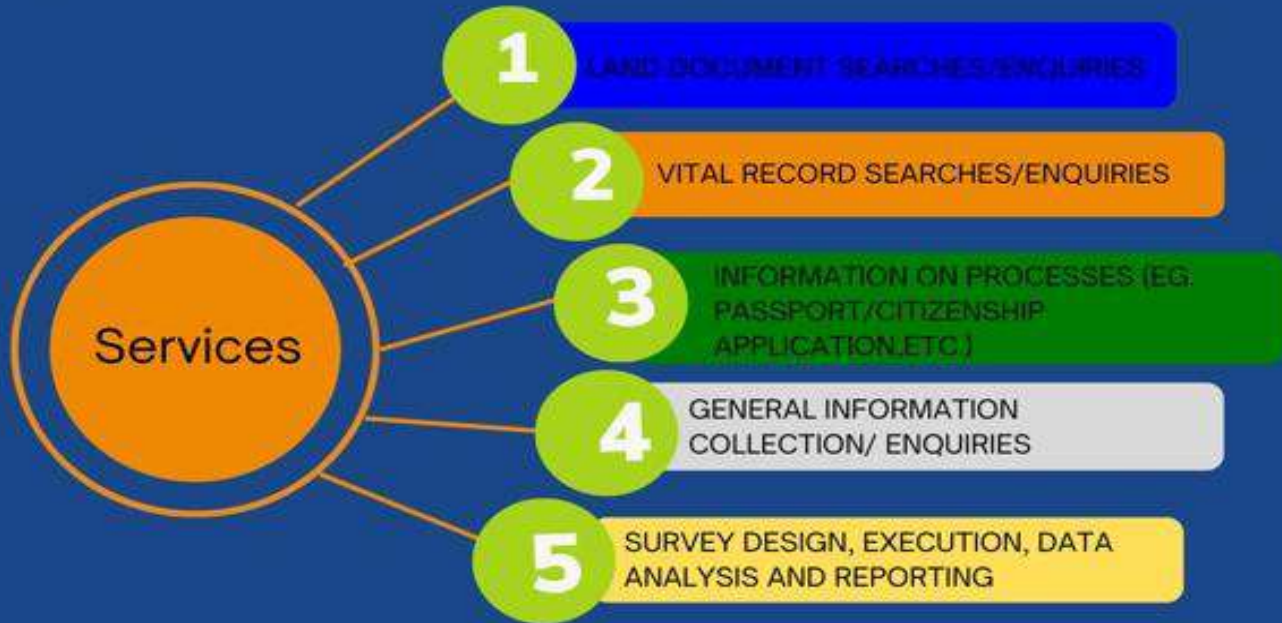 Services
1
LAND DOCUMENT SEARCHES/ENQUIRIES
2
VITAL RECORD SEARCHES/ENQUIRIES
3
INFORMATION ON PROCESSES (EG.
PASSPORT/CITIZENSHIP
APPLICATION,ETC.)
4
GENERAL INFORMATION
COLLECTION/ ENQUIRIES
5
SURVEY DESIGN, EXECUTION, DATA
ANALYSIS AND REPORTING